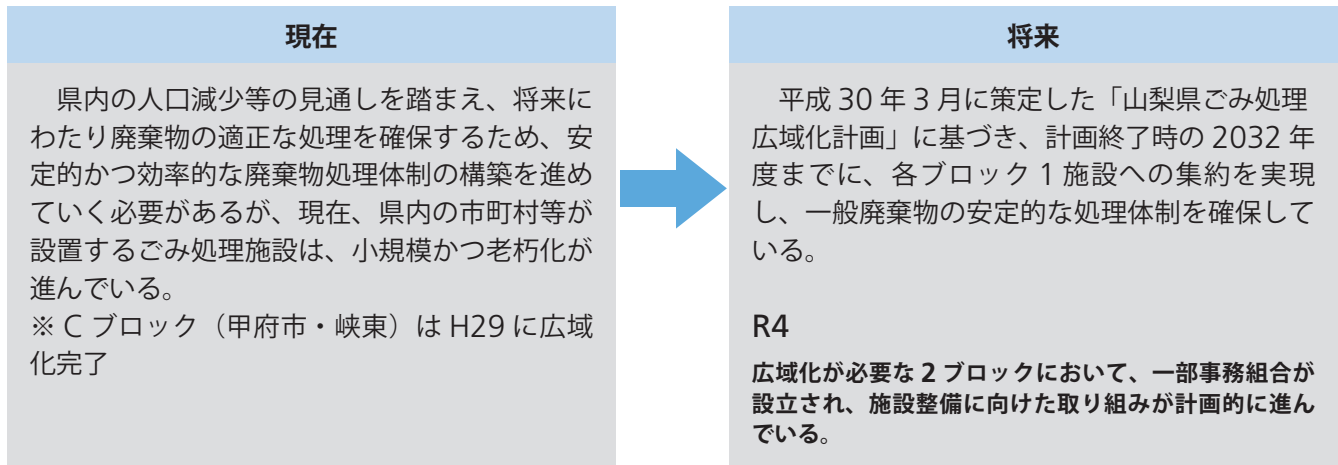 現在
県内の人口減少等の見通しを踏まえ、将来に
わたり廃棄物の適正な処理を確保するため、安
定的かつ効率的な廃棄物処理体制の構築を進め
ていく必要があるが、現在、県内の市町村等が
設置するごみ処理施設は、小規模かつ老朽化が
進んでいる。
※ C ブロック（甲府市・峡東）は H29 に広域
化完了
将来
平成 30 年 3 月に策定した「山梨県ごみ処理
広域化計画」に基づき、計画終了時の 2032 年
度までに、各ブロック 1 施設への集約を実現
し、一般廃棄物の安定的な処理体制を確保して
いる。
R4
広域化が必要な 2 ブロックにおいて、一部事務組合が
設立され、施設整備に向けた取り組みが計画的に進ん
でいる。